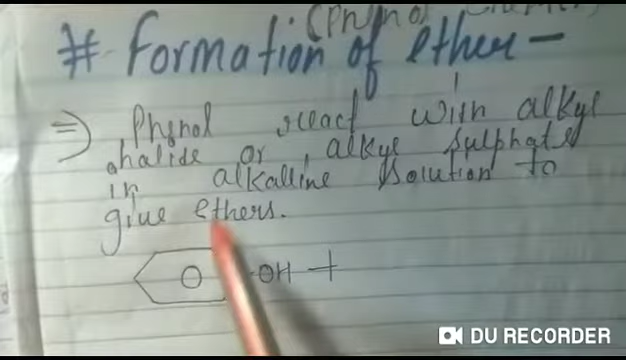 (Phenol
# Formation of ether -
⇒ Phenol react with alkyl
halide or alkyl sulphate
in alkaline solution to
give ethers.
OH +
DU RECORDER